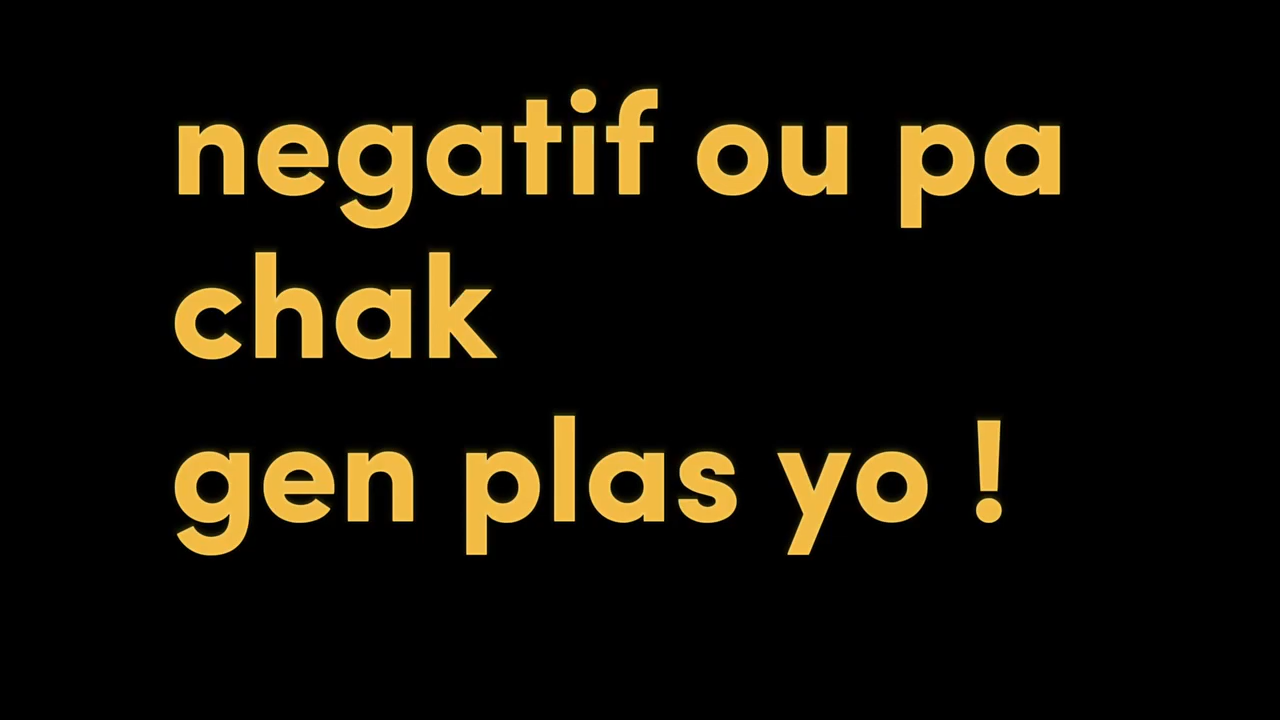 negatif ou pa
chak
gen plas yo !